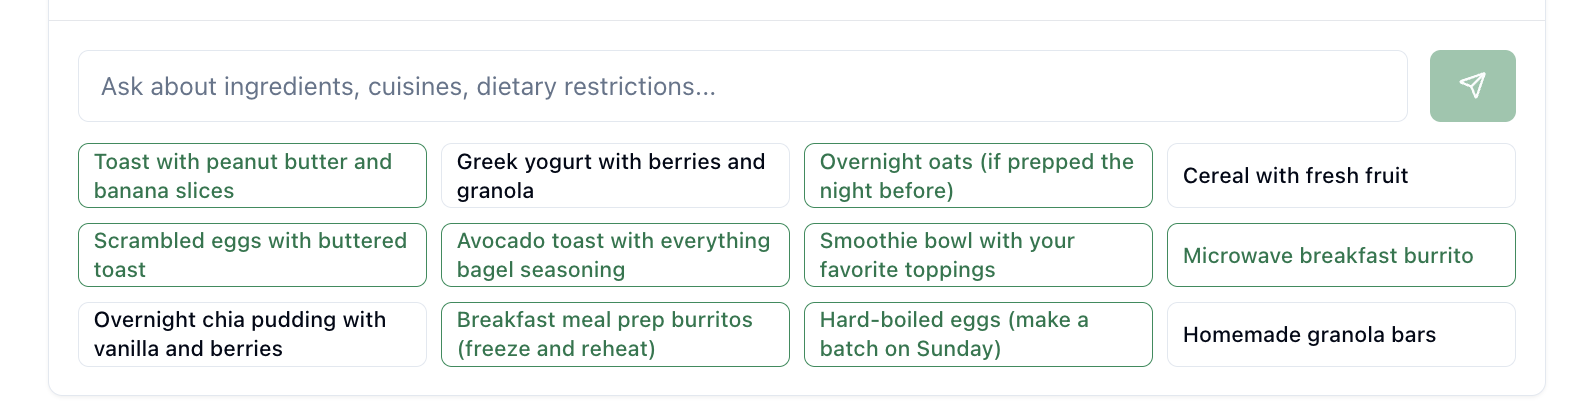 Ask about ingredients, cuisines, dietary restrictions...
Toast with peanut butter and
banana slices
Greek yogurt with berries and
granola
Overnight oats (if prepped the
night before)
Cereal with fresh fruit
Scrambled eggs with buttered
toast
Avocado toast with everything
bagel seasoning
Smoothie bowl with your
favorite toppings
Microwave breakfast burrito
Overnight chia pudding with
vanilla and berries
Breakfast meal prep burritos
(freeze and reheat)
Hard-boiled eggs (make a
batch on Sunday)
Homemade granola bars